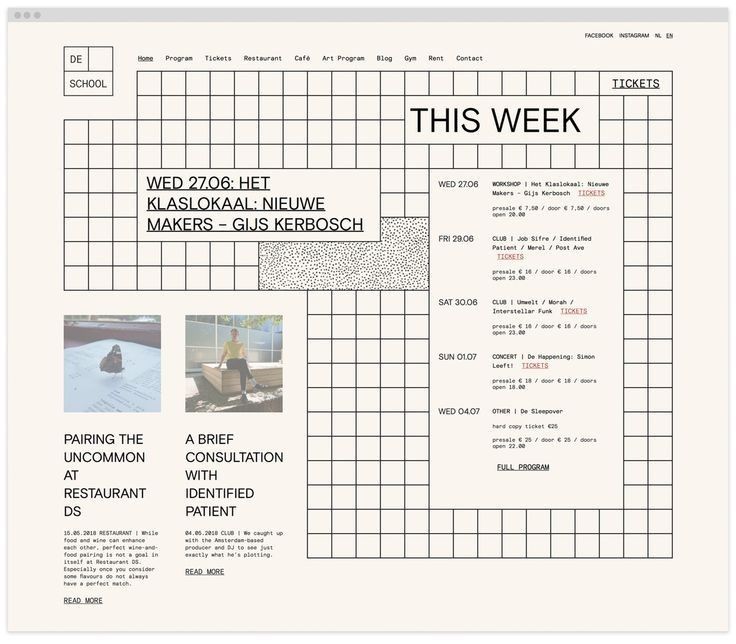 FACEBOOK INSTAGRAM NL EN
DE
SCHOOL
Home Program Tickets Restaurant Café Art Program Blog Gym Rent Contact
TICKETS
THIS WEEK
WED 27.06: HET
KLASLOKAAL: NIEUWE
MAKERS – GIJS KERBOSCH
WED 27.06
WORKSHOP | Het Klaslokaal: Nieuwe
Makers – Gijs Kerbosch TICKETS
presale € 7,50 / door € 7,50 / doors
open 20.00
FRI 29.06
CLUB | Job Sifre / Identified
Patient / Merel / Post Ave
TICKETS
presale € 16 / door € 16 / doors
open 23.00
SAT 30.06
CLUB | Umwelt / Morah /
Interstellar Funk TICKETS
presale € 16 / door € 16 / doors
open 23.00
SUN 01.07
CONCERT | De Happening: Simon
Leeft! TICKETS
presale € 18 / door € 18 / doors
open 18.00
WED 04.07
OTHER | De Sleepover
hard copy ticket €25
presale € 25 / door € 25 / doors
open 22.00
FULL PROGRAM
PAIRING THE
UNCOMMON
AT
RESTAURANT
DS
15.05.2018 RESTAURANT | While
food and wine can enhance
each other, perfect wine-and-
food pairing is not a goal in
itself at Restaurant DS.
Especially once you consider
some flavours do not always
have a perfect match.
READ MORE
A BRIEF
CONSULTATION
WITH
IDENTIFIED
PATIENT
04.05.2018 CLUB | We caught up
with the Amsterdam-based
producer and DJ to see just
exactly what he's plotting.
READ MORE